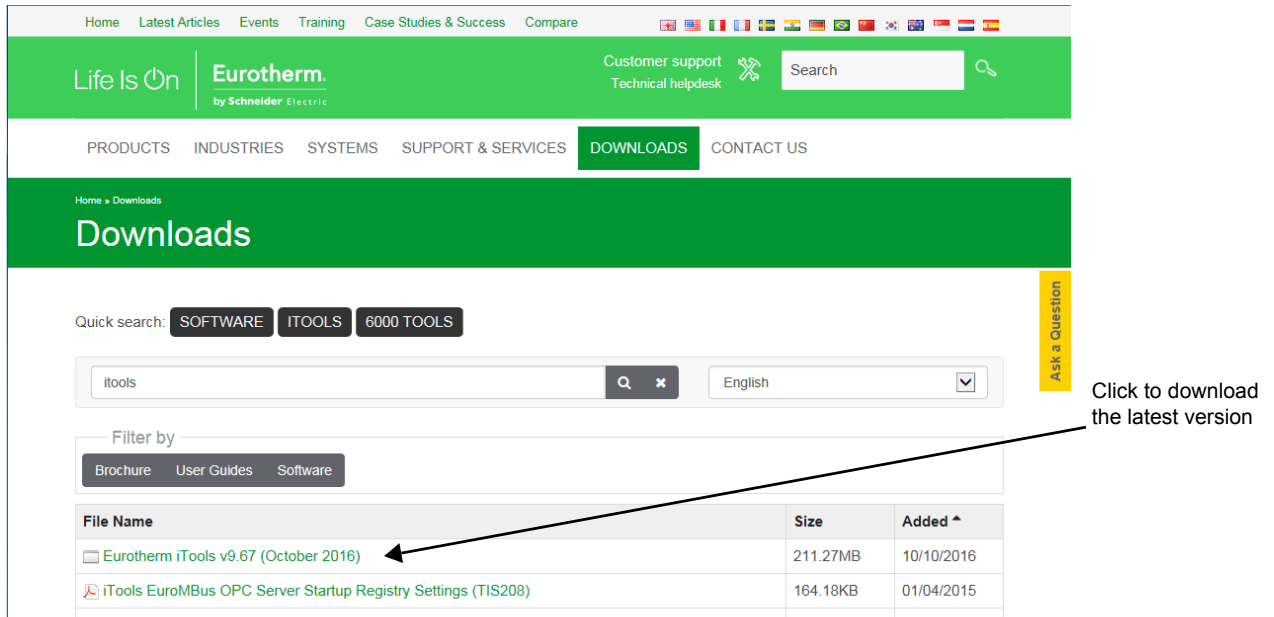 Home Latest Articles Events Training Case Studies & Success Compare
Life Is On
Eurotherm.
by Schneider Electric
Customer support
Technical helpdesk
Search
PRODUCTS INDUSTRIES SYSTEMS SUPPORT & SERVICES DOWNLOADS CONTACT US
Home » Downloads
Downloads
Ask a Question
Quick search: SOFTWARE ITOOLS 6000 TOOLS
itools English
Click to download
the latest version
Filter by
Brochure User Guides Software
File Name Size Added
Eurotherm iTools v9.67 (October 2016) 211.27MB 10/10/2016
iTools EuroMBus OPC Server Startup Registry Settings (TIS208) 164.18KB 01/04/2015